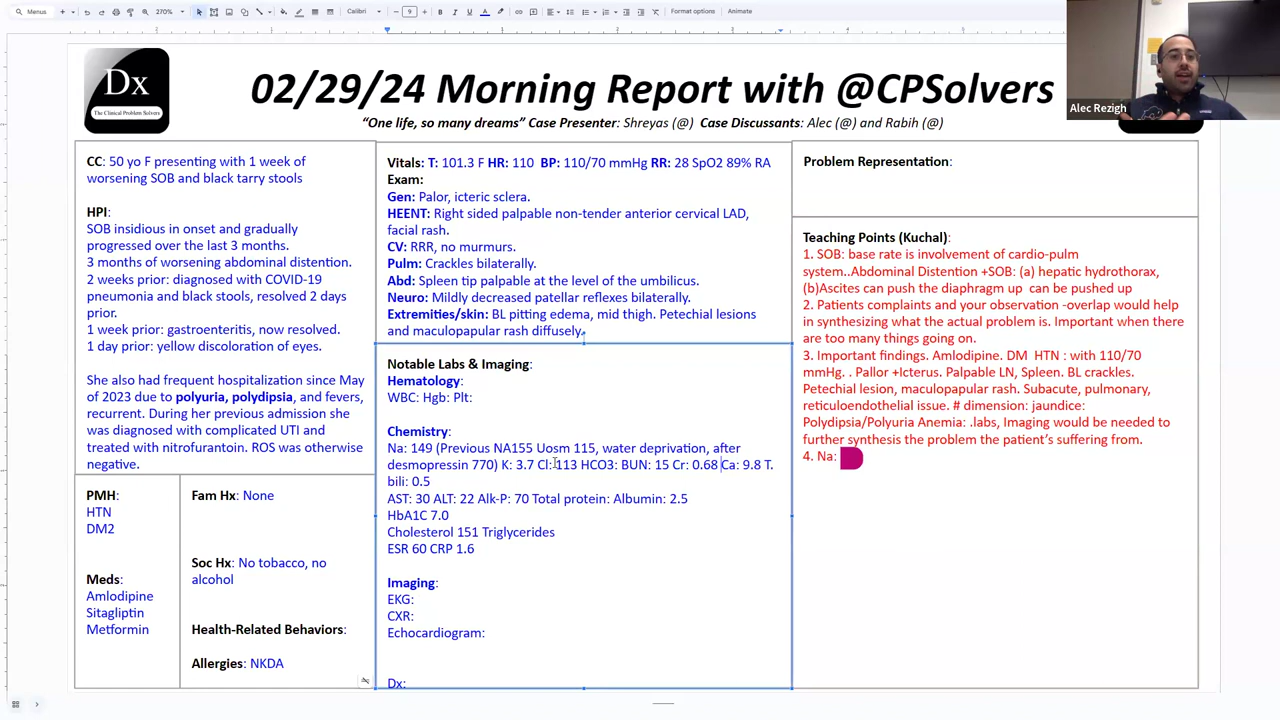 Menus
270%
Calibri
9
Format options
Animate
Dx
The Clinical Problem Solvers
02/29/24 Morning Report with @CPSolvers
"One life, so many dreams" Case Presenter: Shreyas (@) Case Discussants: Alec (@) and Rabih (@)
Alec Rezigh
CC: 50 yo F presenting with 1 week of
worsening SOB and black tarry stools
HPI:
SOB insidious in onset and gradually
progressed over the last 3 months.
3 months of worsening abdominal distention.
2 weeks prior: diagnosed with COVID-19
pneumonia and black stools, resolved 2 days
prior.
1 week prior: gastroenteritis, now resolved.
1 day prior: yellow discoloration of eyes.
She also had frequent hospitalization since May
of 2023 due to polyuria, polydipsia, and fevers,
recurrent. During her previous admission she
was diagnosed with complicated UTI and
treated with nitrofurantoin. ROS was otherwise
negative.
PMH:
HTN
DM2
Meds:
Amlodipine
Sitagliptin
Metformin
Fam Hx: None
Soc Hx: No tobacco, no
alcohol
Health-Related Behaviors:
Allergies: NKDA
Vitals: T: 101.3 F HR: 110 BP: 110/70 mmHg RR: 28 SpO2 89% RA
Exam:
Gen: Palor, icteric sclera.
HEENT: Right sided palpable non-tender anterior cervical LAD,
facial rash.
CV: RRR, no murmurs.
Pulm: Crackles bilaterally.
Abd: Spleen tip palpable at the level of the umbilicus.
Neuro: Mildly decreased patellar reflexes bilaterally.
Extremities/skin: BL pitting edema, mid thigh. Petechial lesions
and maculopapular rash diffusely.
Notable Labs & Imaging:
Hematology:
WBC: Hgb: Plt:
Chemistry:
Na: 149 (Previous NA155 Uosm 115, water deprivation, after
desmopressin 770) K: 3.7 Cl: 113 HCO3: BUN: 15 Cr: 0.68 Ca: 9.8 T.
bili: 0.5
AST: 30 ALT: 22 Alk-P: 70 Total protein: Albumin: 2.5
HbA1C 7.0
Cholesterol 151 Triglycerides
ESR 60 CRP 1.6
Imaging:
EKG:
CXR:
Echocardiogram:
Dx:
Problem Representation:
Teaching Points (Kuchal):
1. SOB: base rate is involvement of cardio-pulm
system..Abdominal Distention +SOB: (a) hepatic hydrothorax,
(b)Ascites can push the diaphragm up can be pushed up
2. Patients complaints and your observation -overlap would help
in synthesizing what the actual problem is. Important when there
are too many things going on.
3. Important findings. Amlodipine. DM HTN : with 110/70
mmHg. . Pallor +Icterus. Palpable LN, Spleen. BL crackles.
Petechial lesion, maculopapular rash. Subacute, pulmonary,
reticuloendothelial issue. # dimension: jaundice:
Polydipsia/Polyuria Anemia: .labs, Imaging would be needed to
further synthesis the problem the patient's suffering from.
4. Na: